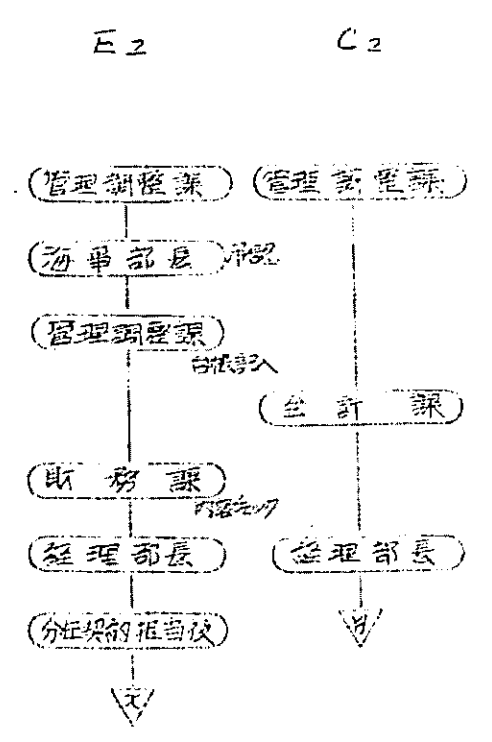 E2 C2
管理調整課 管理調整課
海事部長 承認
管理調整課
台帳記入
会計課
財務課
内容チェック
経理部長 経理部長
分任契約担当役